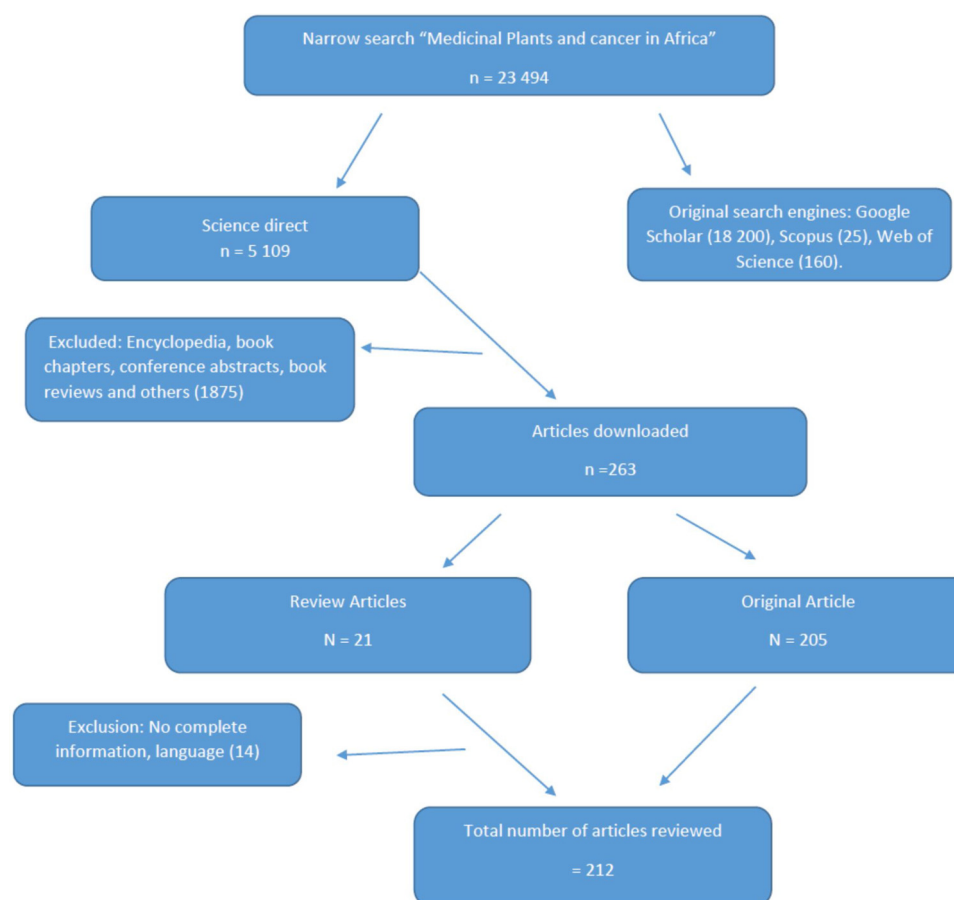 Narrow search “Medicinal Plants and cancer in Africa”
n = 23 494
Science direct
n = 5 109
Original search engines: Google
Scholar (18 200), Scopus (25), Web of
Science (160).
Excluded: Encyclopedia, book
chapters, conference abstracts, book
reviews and others (1875)
Articles downloaded
n =263
Review Articles
N = 21
Original Article
N = 205
Exclusion: No complete
information, language (14)
Total number of articles reviewed
= 212